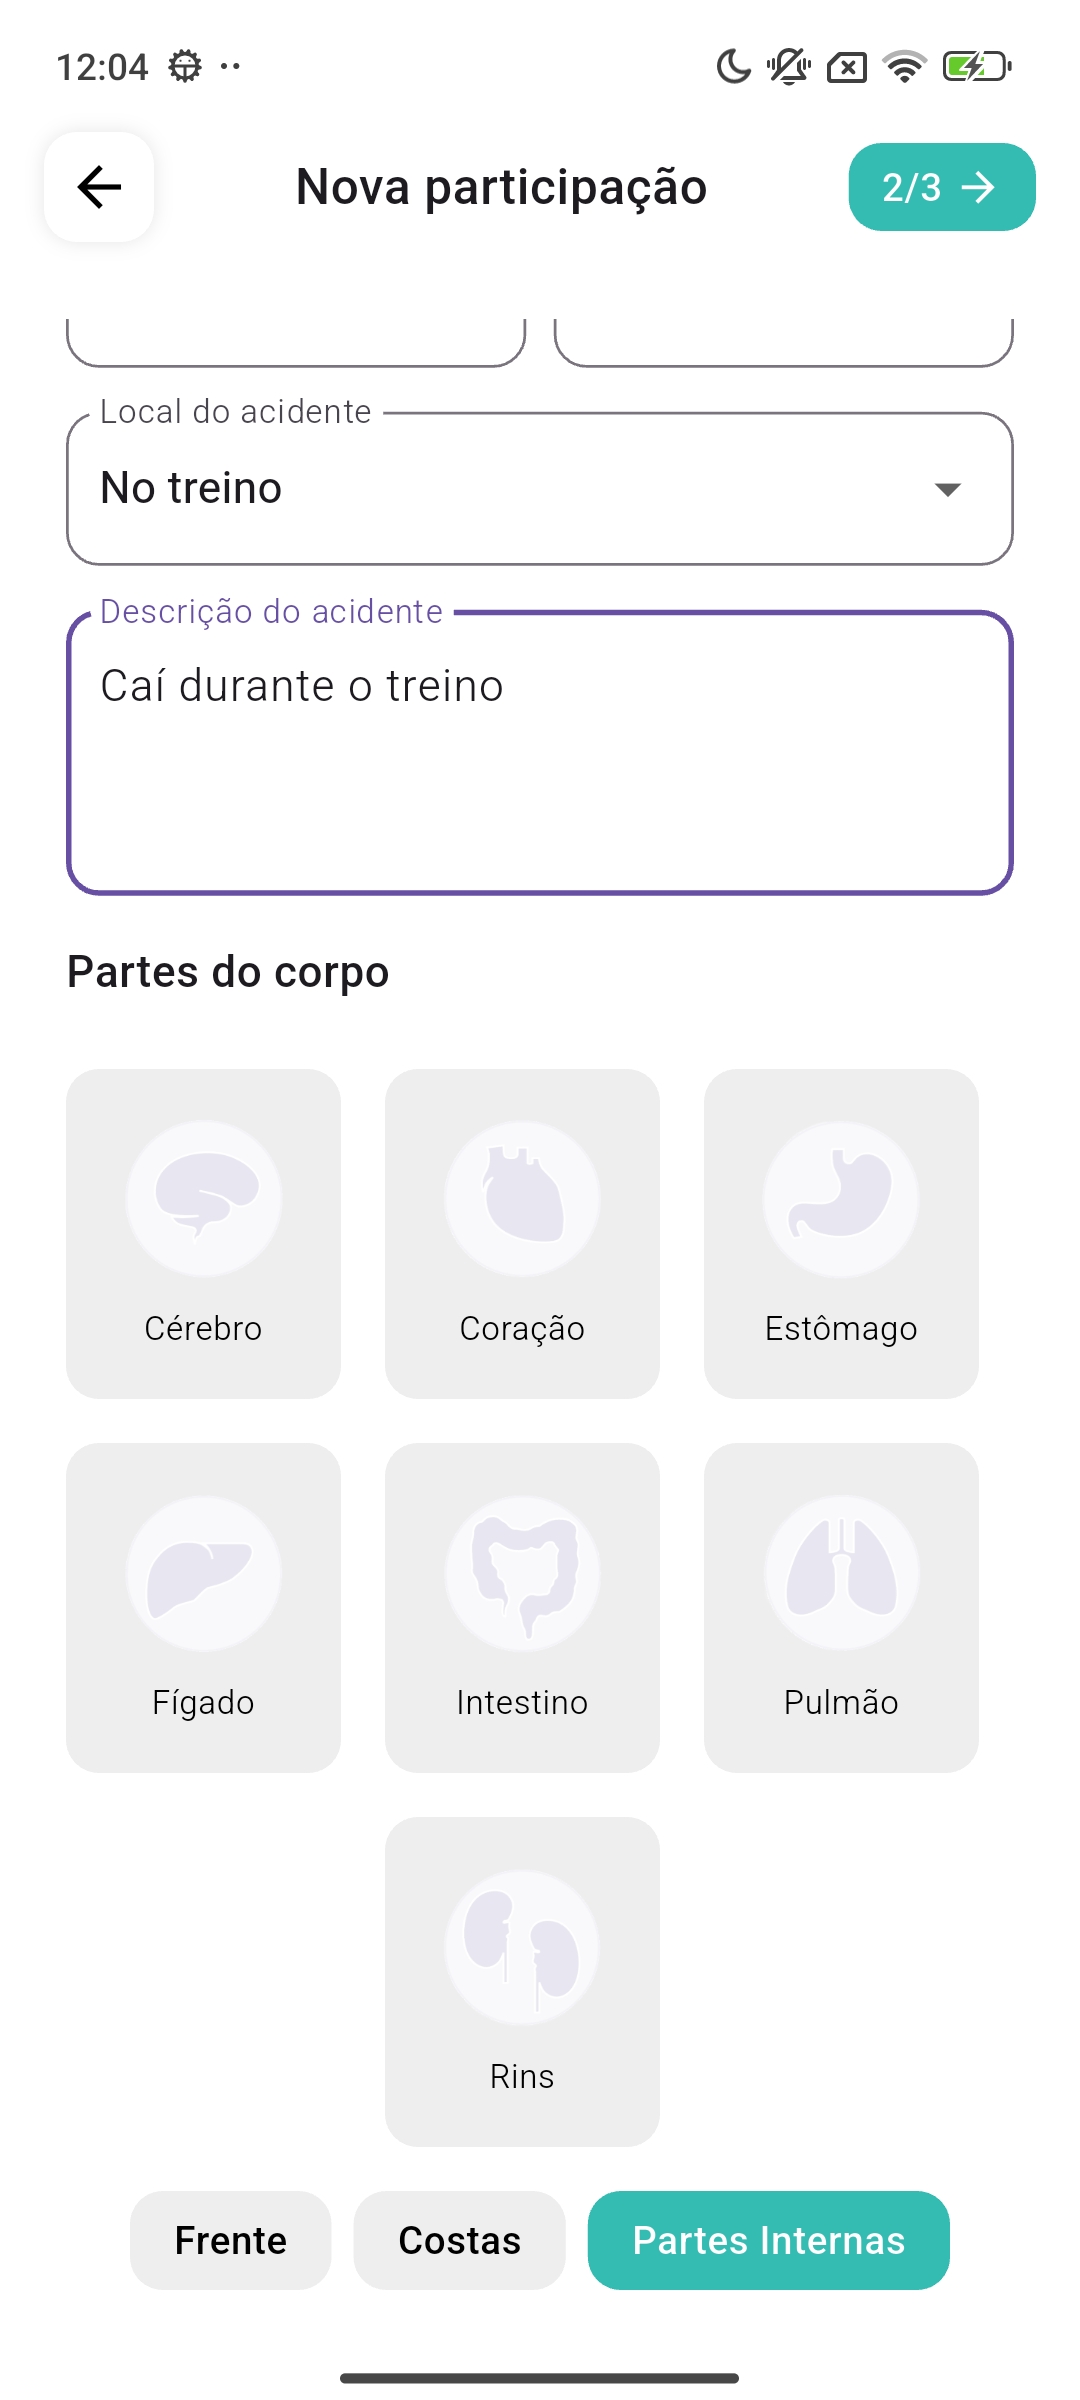 12:04
Nova participação
2/3
Local do acidente
No treino
Descrição do acidente
Caí durante o treino
Partes do corpo
Cérebro
Coração
Estômago
Fígado
Intestino
Pulmão
Rins
Frente
Costas
Partes Internas